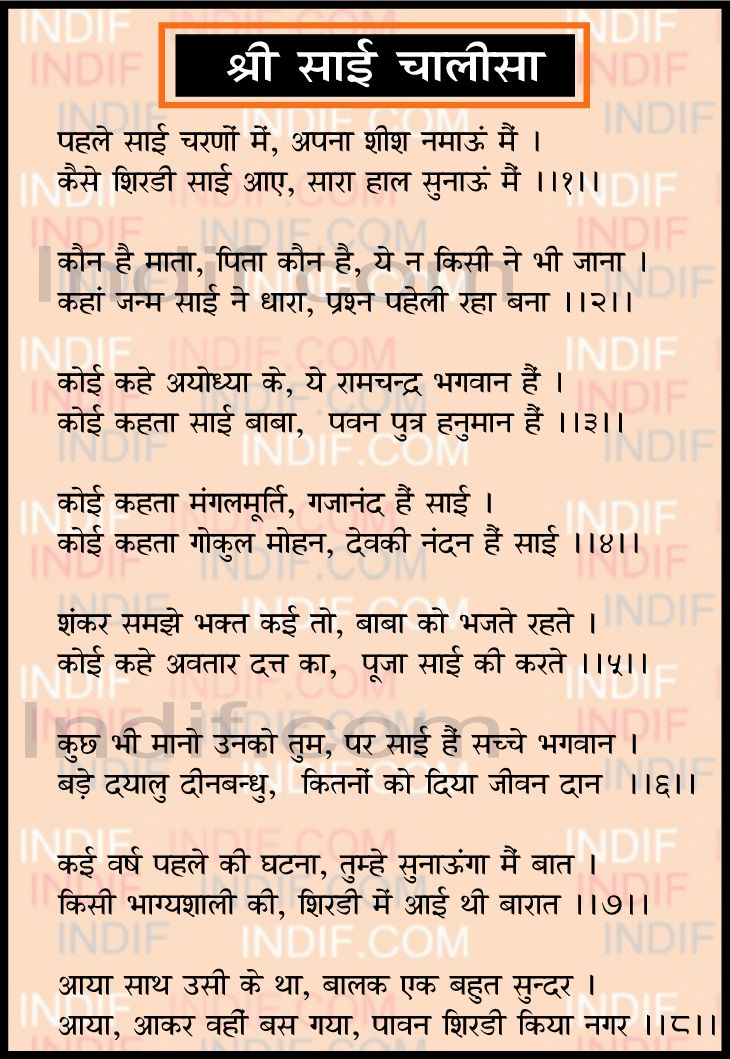 श्री साई चालीसा
पहले साई चरणों में, अपना शीश नमाऊं मैं ।
कैसे शिरडी साई आए, सारा हाल सुनाऊं मैं ।।१।।
कौन है माता, पिता कौन है, ये न किसी ने भी जाना ।
कहां जन्म साई ने धारा, प्रश्न पहेली रहा बना ।।२।।
कोई कहे अयोध्या के, ये रामचन्द्र भगवान हैं ।
कोई कहता साई बाबा, पवन पुत्र हनुमान हैं ।।३।।
कोई कहता मंगलमूर्ति, गजानंद हैं साई ।
कोई कहता गोकुल मोहन, देवकी नंदन हैं साई ।।४।।
शंकर समझे भक्त कई तो, बाबा को भजते रहते ।
कोई कहे अवतार दत्त का, पूजा साई की करते ।।५।।
कुछ भी मानो उनको तुम, पर साई हैं सच्चे भगवान ।
बड़े दयालु दीनबन्धु, कितनों को दिया जीवन दान ।।६।।
कई वर्ष पहले की घटना, तुम्हे सुनाऊंगा मैं बात ।
किसी भाग्यशाली की, शिरडी में आई थी बारात ।।७।।
आया साथ उसी के था, बालक एक बहुत सुन्दर ।
आया, आकर वहीं बस गया, पावन शिरडी किया नगर ।।८।।